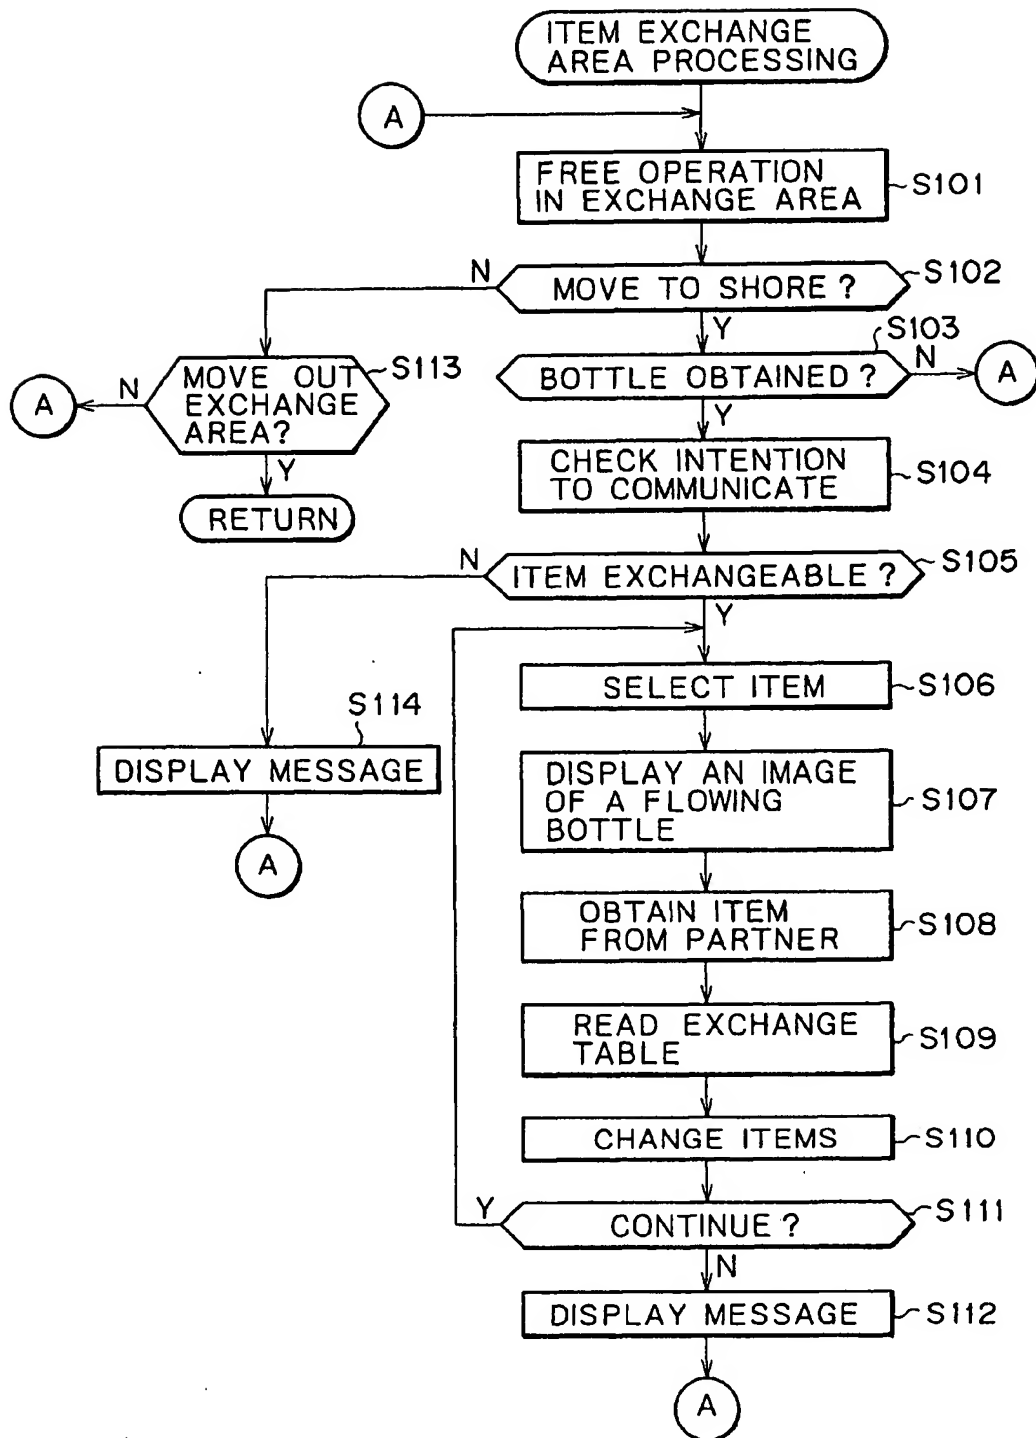 ITEM EXCHANGE
AREA PROCESSING
A
FREE OPERATION
IN EXCHANGE AREA
S101
N
MOVE TO SHORE ?
S102
Y
S103
BOTTLE OBTAINED ?
N
A
Y
A
N
MOVE OUT
EXCHANGE
AREA?
S113
Y
RETURN
CHECK INTENTION
TO COMMUNICATE
S104
N
ITEM EXCHANGEABLE ?
S105
Y
SELECT ITEM
S106
S114
DISPLAY MESSAGE
A
DISPLAY AN IMAGE
OF A FLOWING
BOTTLE
S107
OBTAIN ITEM
FROM PARTNER
S108
READ EXCHANGE
TABLE
S109
CHANGE ITEMS
S110
Y
CONTINUE ?
S111
N
DISPLAY MESSAGE
S112
A